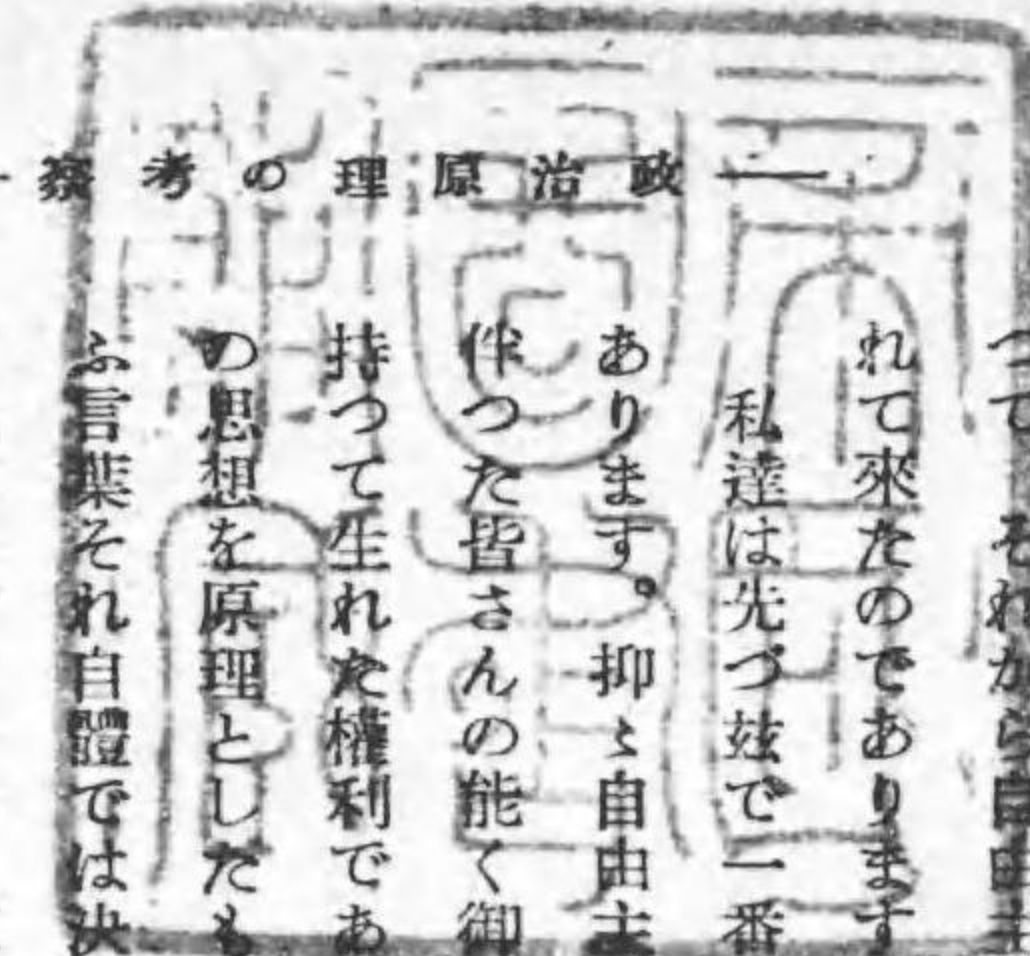 一 政治原理の考察
つて それから自由主
れて來たのであります
私達は先づ玆で一番
あります。抑〻自由主
伴つた皆さんの能く御
持つて生れた權利であ
の思想を原理としたも
ふ言葉それ自體では決